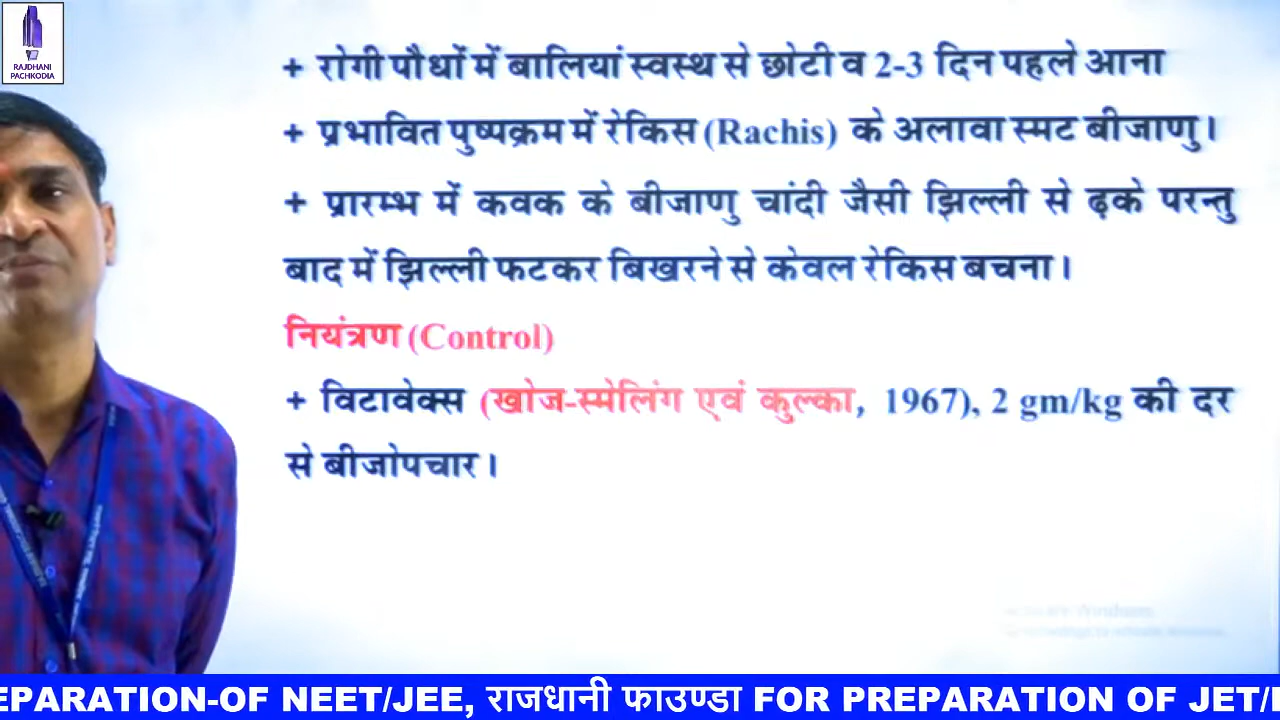 RAJDHANI
PACHKODIA
+ रोगी पौधों में बालियां स्वस्थ से छोटी व 2-3 दिन पहले आना
+ प्रभावित पुष्पक्रम में रेकिस (Rachis) के अलावा स्मट बीजाणु।
+ प्रारम्भ में कवक के बीजाणु चांदी जैसी झिल्ली से ढ़के परन्तु
बाद में झिल्ली फटकर बिखरने से केवल रेकिस बचना।
नियंत्रण (Control)
+ विटावेक्स (खोज-स्मेलिंग एवं कुल्का, 1967), 2 gm/kg की दर
से बीजोपचार।
EPARATION-OF NEET/JEE, राजधानी फाउण्डा FOR PREPARATION OF JET/